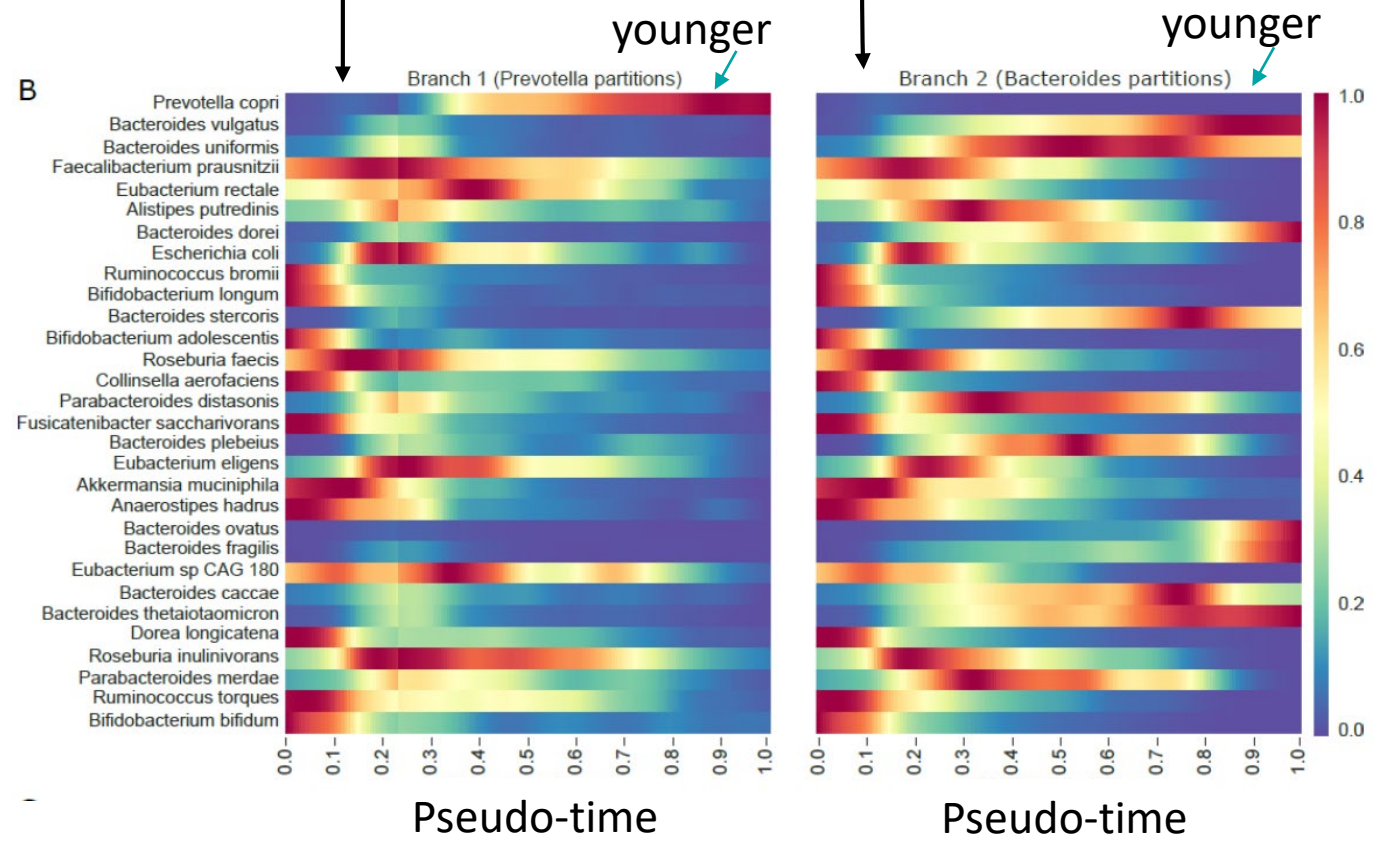 younger
younger
B
Branch 1 (Prevotella partitions)
Branch 2 (Bacteroides partitions)
Prevotella copri
Bacteroides vulgatus
Bacteroides uniformis
Faecalibacterium prausnitzii
Eubacterium rectale
Alistipes putredinis
Bacteroides dorei
Escherichia coli
Ruminococcus bromii
Bifidobacterium longum
Bacteroides stercoris
Bifidobacterium adolescentis
Roseburia faecis
Collinsella aerofaciens
Parabacteroides distasonis
Fusicatenibacter saccharivorans
Bacteroides plebeius
Eubacterium eligens
Akkermansia muciniphila
Anaerostipes hadrus
Bacteroides ovatus
Bacteroides fragilis
Eubacterium sp CAG 180
Bacteroides caccae
Bacteroides thetaiotaomicron
Dorea longicatena
Roseburia inulinivorans
Parabacteroides merdae
Ruminococcus torques
Bifidobacterium bifidum
1.0
0.8
0.6
0.4
0.2
0.0
0.0 0.1 0.2 0.3 0.4 0.5 0.6 0.7 0.8 0.9 1.0
0.0 0.1 0.2 0.3 0.4 0.5 0.6 0.7 0.8 0.9 1.0
Pseudo-time
Pseudo-time